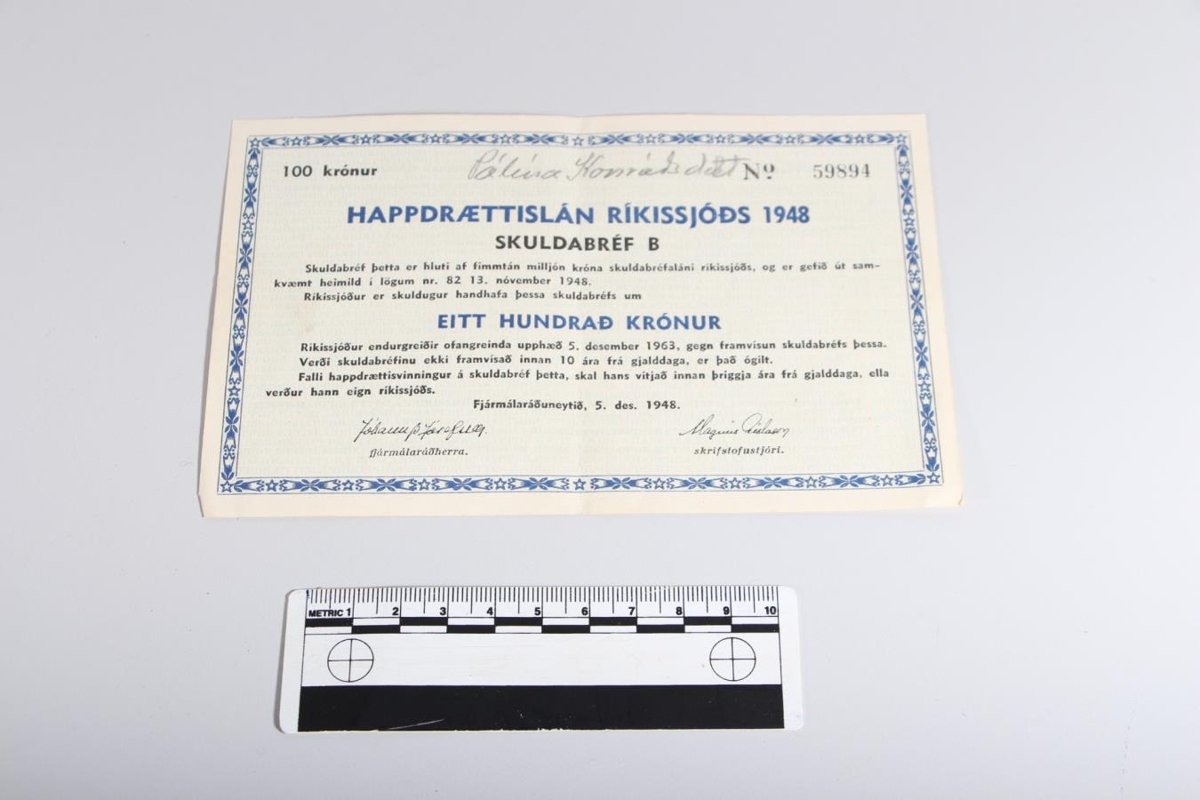 100 krónur Pálína Konráðsdótt Nº 59894
HAPPDRÆTTISLÁN RÍKISSJÓÐS 1948
SKULDABRÉF B
Skuldabréf þetta er hluti af fimmtán milljón króna skuldabréfaláni ríkissjóðs, og er gefið út sam-
kvæmt heimild í lögum nr. 82 13. nóvember 1948.
Ríkissjóður er skuldugur handhafa þessa skuldabréfs um
EITT HUNDRAÐ KRÓNUR
Ríkissjóður endurgreiðir ofangreinda upphæð 5. desember 1963, gegn framvísun skuldabréfs þessa.
Verði skuldabréfinu ekki framvísað innan 10 ára frá gjalddaga, er það ógilt.
Falli happdrættisvinningur á skuldabréf þetta, skal hans vitjað innan þriggja ára frá gjalddaga, ella
verður hann eign ríkissjóðs.
Fjármálaráðuneytið, 5. des. 1948.
Jóhann Þ. Jósefsson Magnús Gíslason
fjármálaráðherra. skrifstofustjóri.
METRIC 1 2 3 4 5 6 7 8 9 10